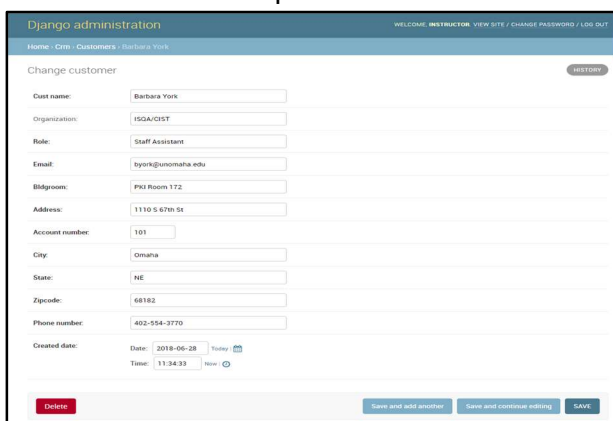 Django administration
WELCOME, INSTRUCTOR. VIEW SITE / CHANGE PASSWORD / LOG OUT
Home › Crm › Customers › Barbara York
Change customer
HISTORY
Cust name: Barbara York
Organization: ISQA/CIST
Role: Staff Assistant
Email: byork@unomaha.edu
Bldgroom: PKI Room 172
Address: 1110 S 67th St
Account number: 101
City: Omaha
State: NE
Zipcode: 68182
Phone number: 402-554-3770
Created date: Date: 2018-06-28 Today
Time: 11:34:33 Now
Delete Save and add another Save and continue editing SAVE